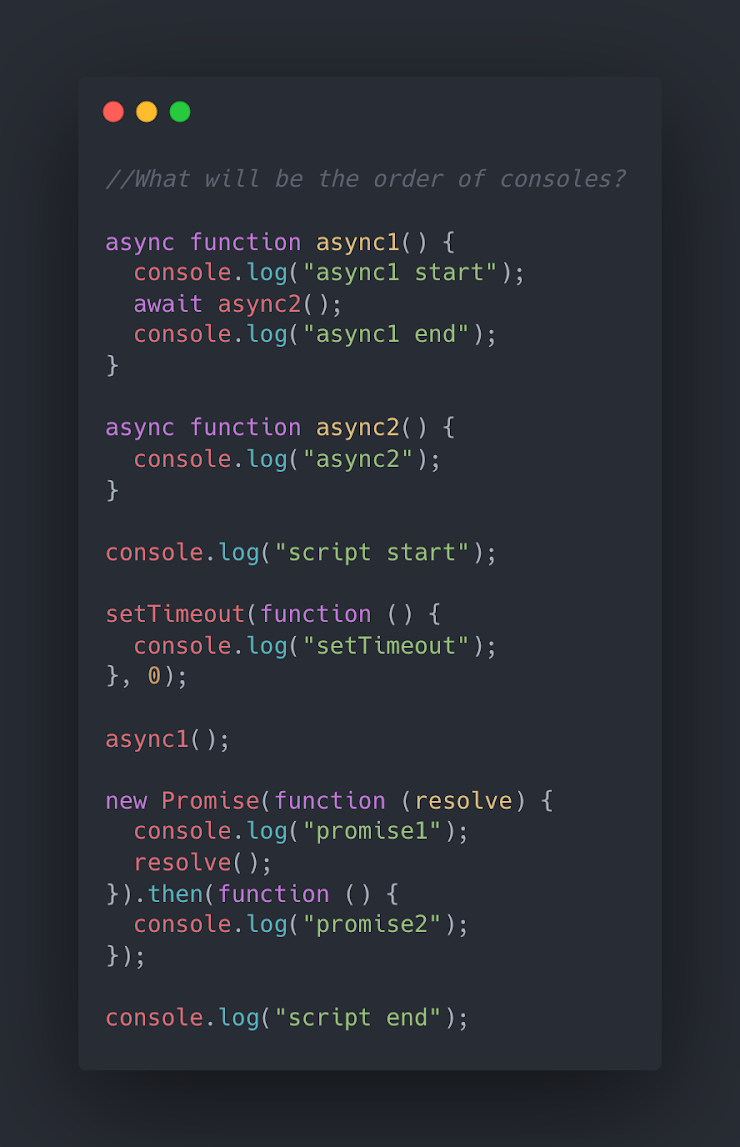 //What will be the order of consoles?
async function async1() {
  console.log("async1 start");
  await async2();
  console.log("async1 end");
}
async function async2() {
  console.log("async2");
}
console.log("script start");
setTimeout(function () {
  console.log("setTimeout");
}, 0);
async1();
new Promise(function (resolve) {
  console.log("promise1");
  resolve();
}).then(function () {
  console.log("promise2");
});
console.log("script end");